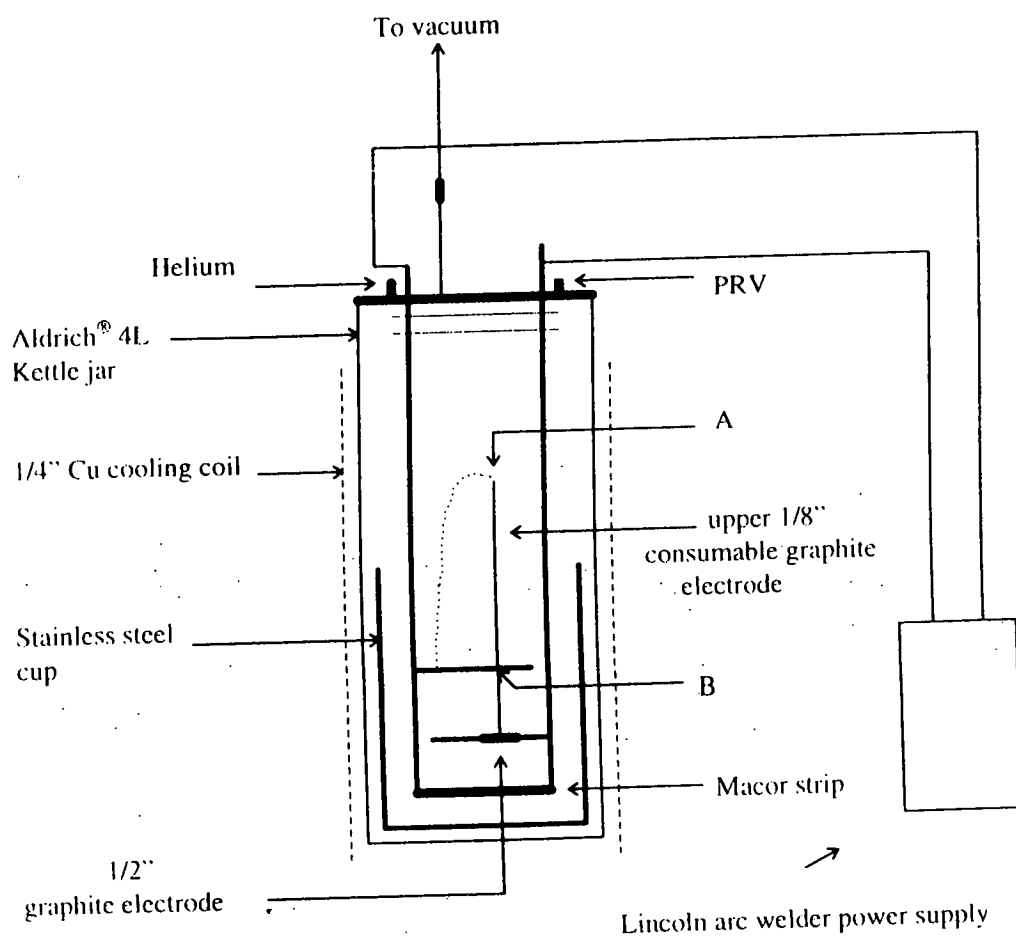 To vacuum
Helium
PRV
Aldrich® 4L
Kettle jar
A
1/4” Cu cooling coil
upper 1/8”
consumable graphite
electrode
Stainless steel
cup
B
Macor strip
1/2”
graphite electrode
Lincoln arc welder power supply